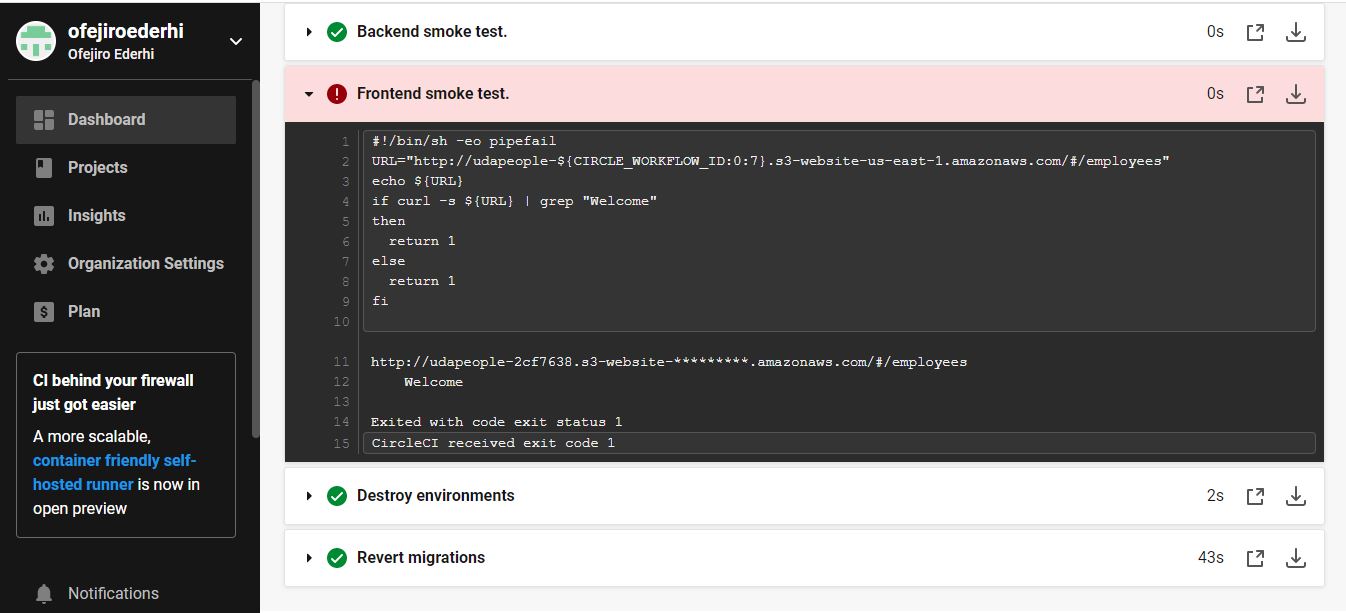 ofejiroederhi
Ofejiro Ederhi
Dashboard
Projects
Insights
Organization Settings
Plan
CI behind your firewall
just got easier
A more scalable,
container friendly self-
hosted runner is now in
open preview
Notifications
Backend smoke test.
0s
Frontend smoke test.
0s
1 #!/bin/sh -eo pipefail
2 URL="http://udapeople-${CIRCLE_WORKFLOW_ID:0:7}.s3-website-us-east-1.amazonaws.com/#/employees"
3 echo ${URL}
4 if curl -s ${URL} | grep "Welcome"
5 then
6   return 1
7 else
8   return 1
9 fi
10
11 http://udapeople-2cf7638.s3-website-*********.amazonaws.com/#/employees
12     Welcome
13
14 Exited with code exit status 1
15 CircleCI received exit code 1
Destroy environments
2s
Revert migrations
43s